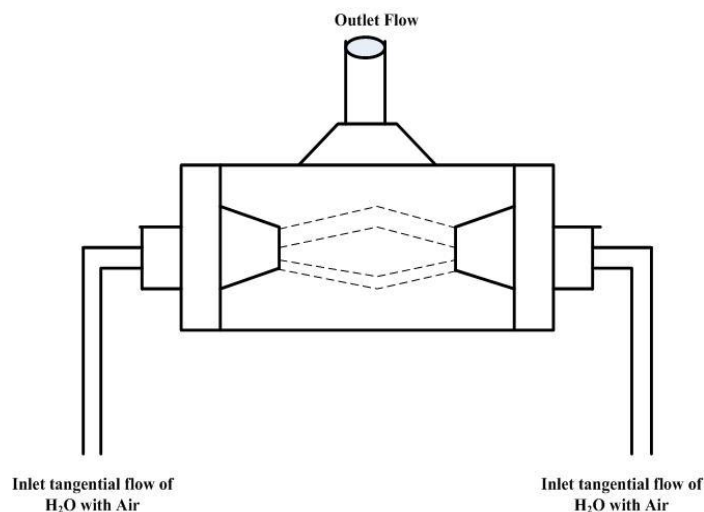 Outlet Flow
Inlet tangential flow of
H₂O with Air
Inlet tangential flow of
H₂O with Air